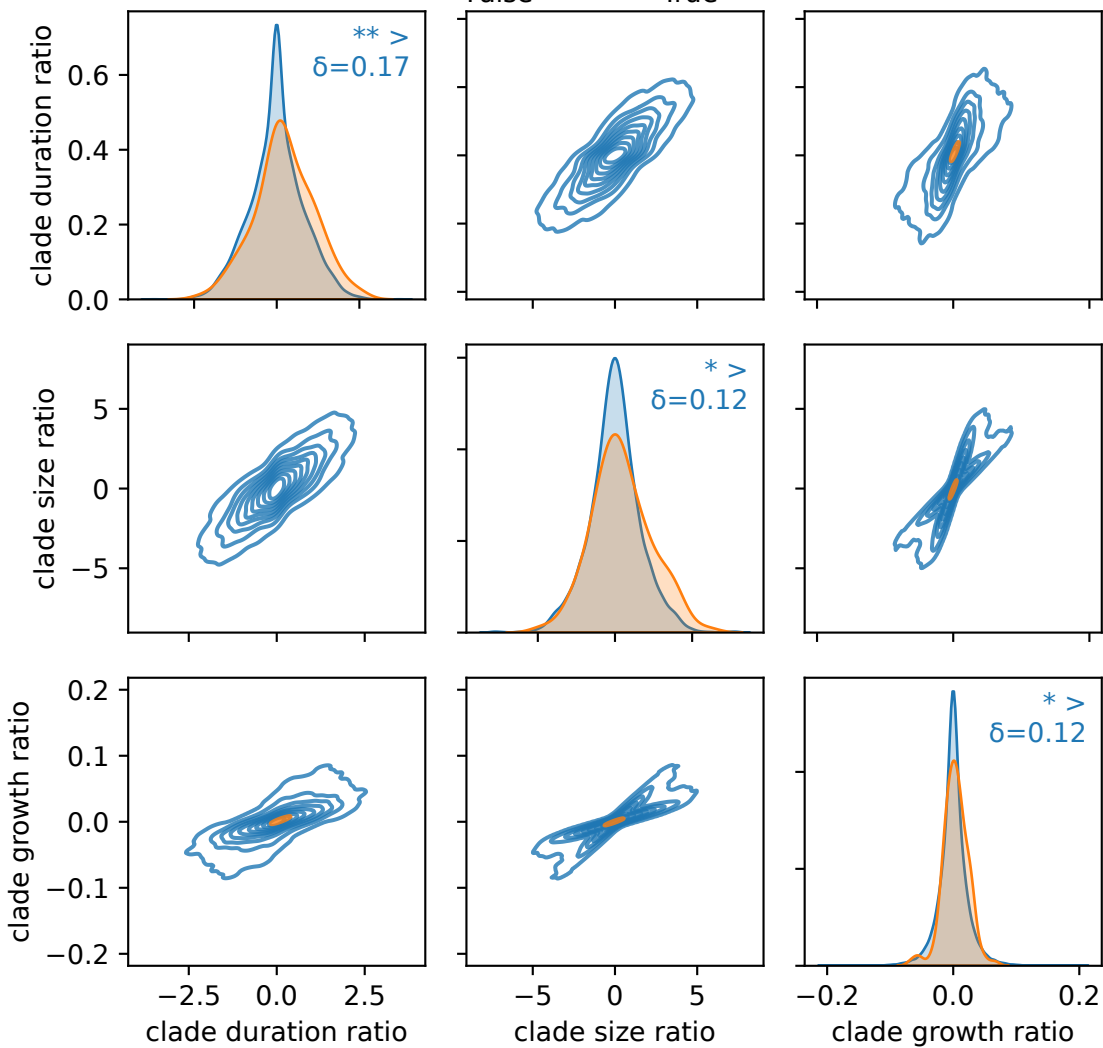 True
clade duration ratio
0.6
0.4
0.2
0.0
** >
δ=0.17
clade size ratio
5
0
−5
* >
δ=0.12
clade growth ratio
0.2
0.1
0.0
−0.1
−0.2
* >
δ=0.12
−2.5 0.0 2.5
−5 0 5
−0.2 0.0 0.2
clade duration ratio
clade size ratio
clade growth ratio